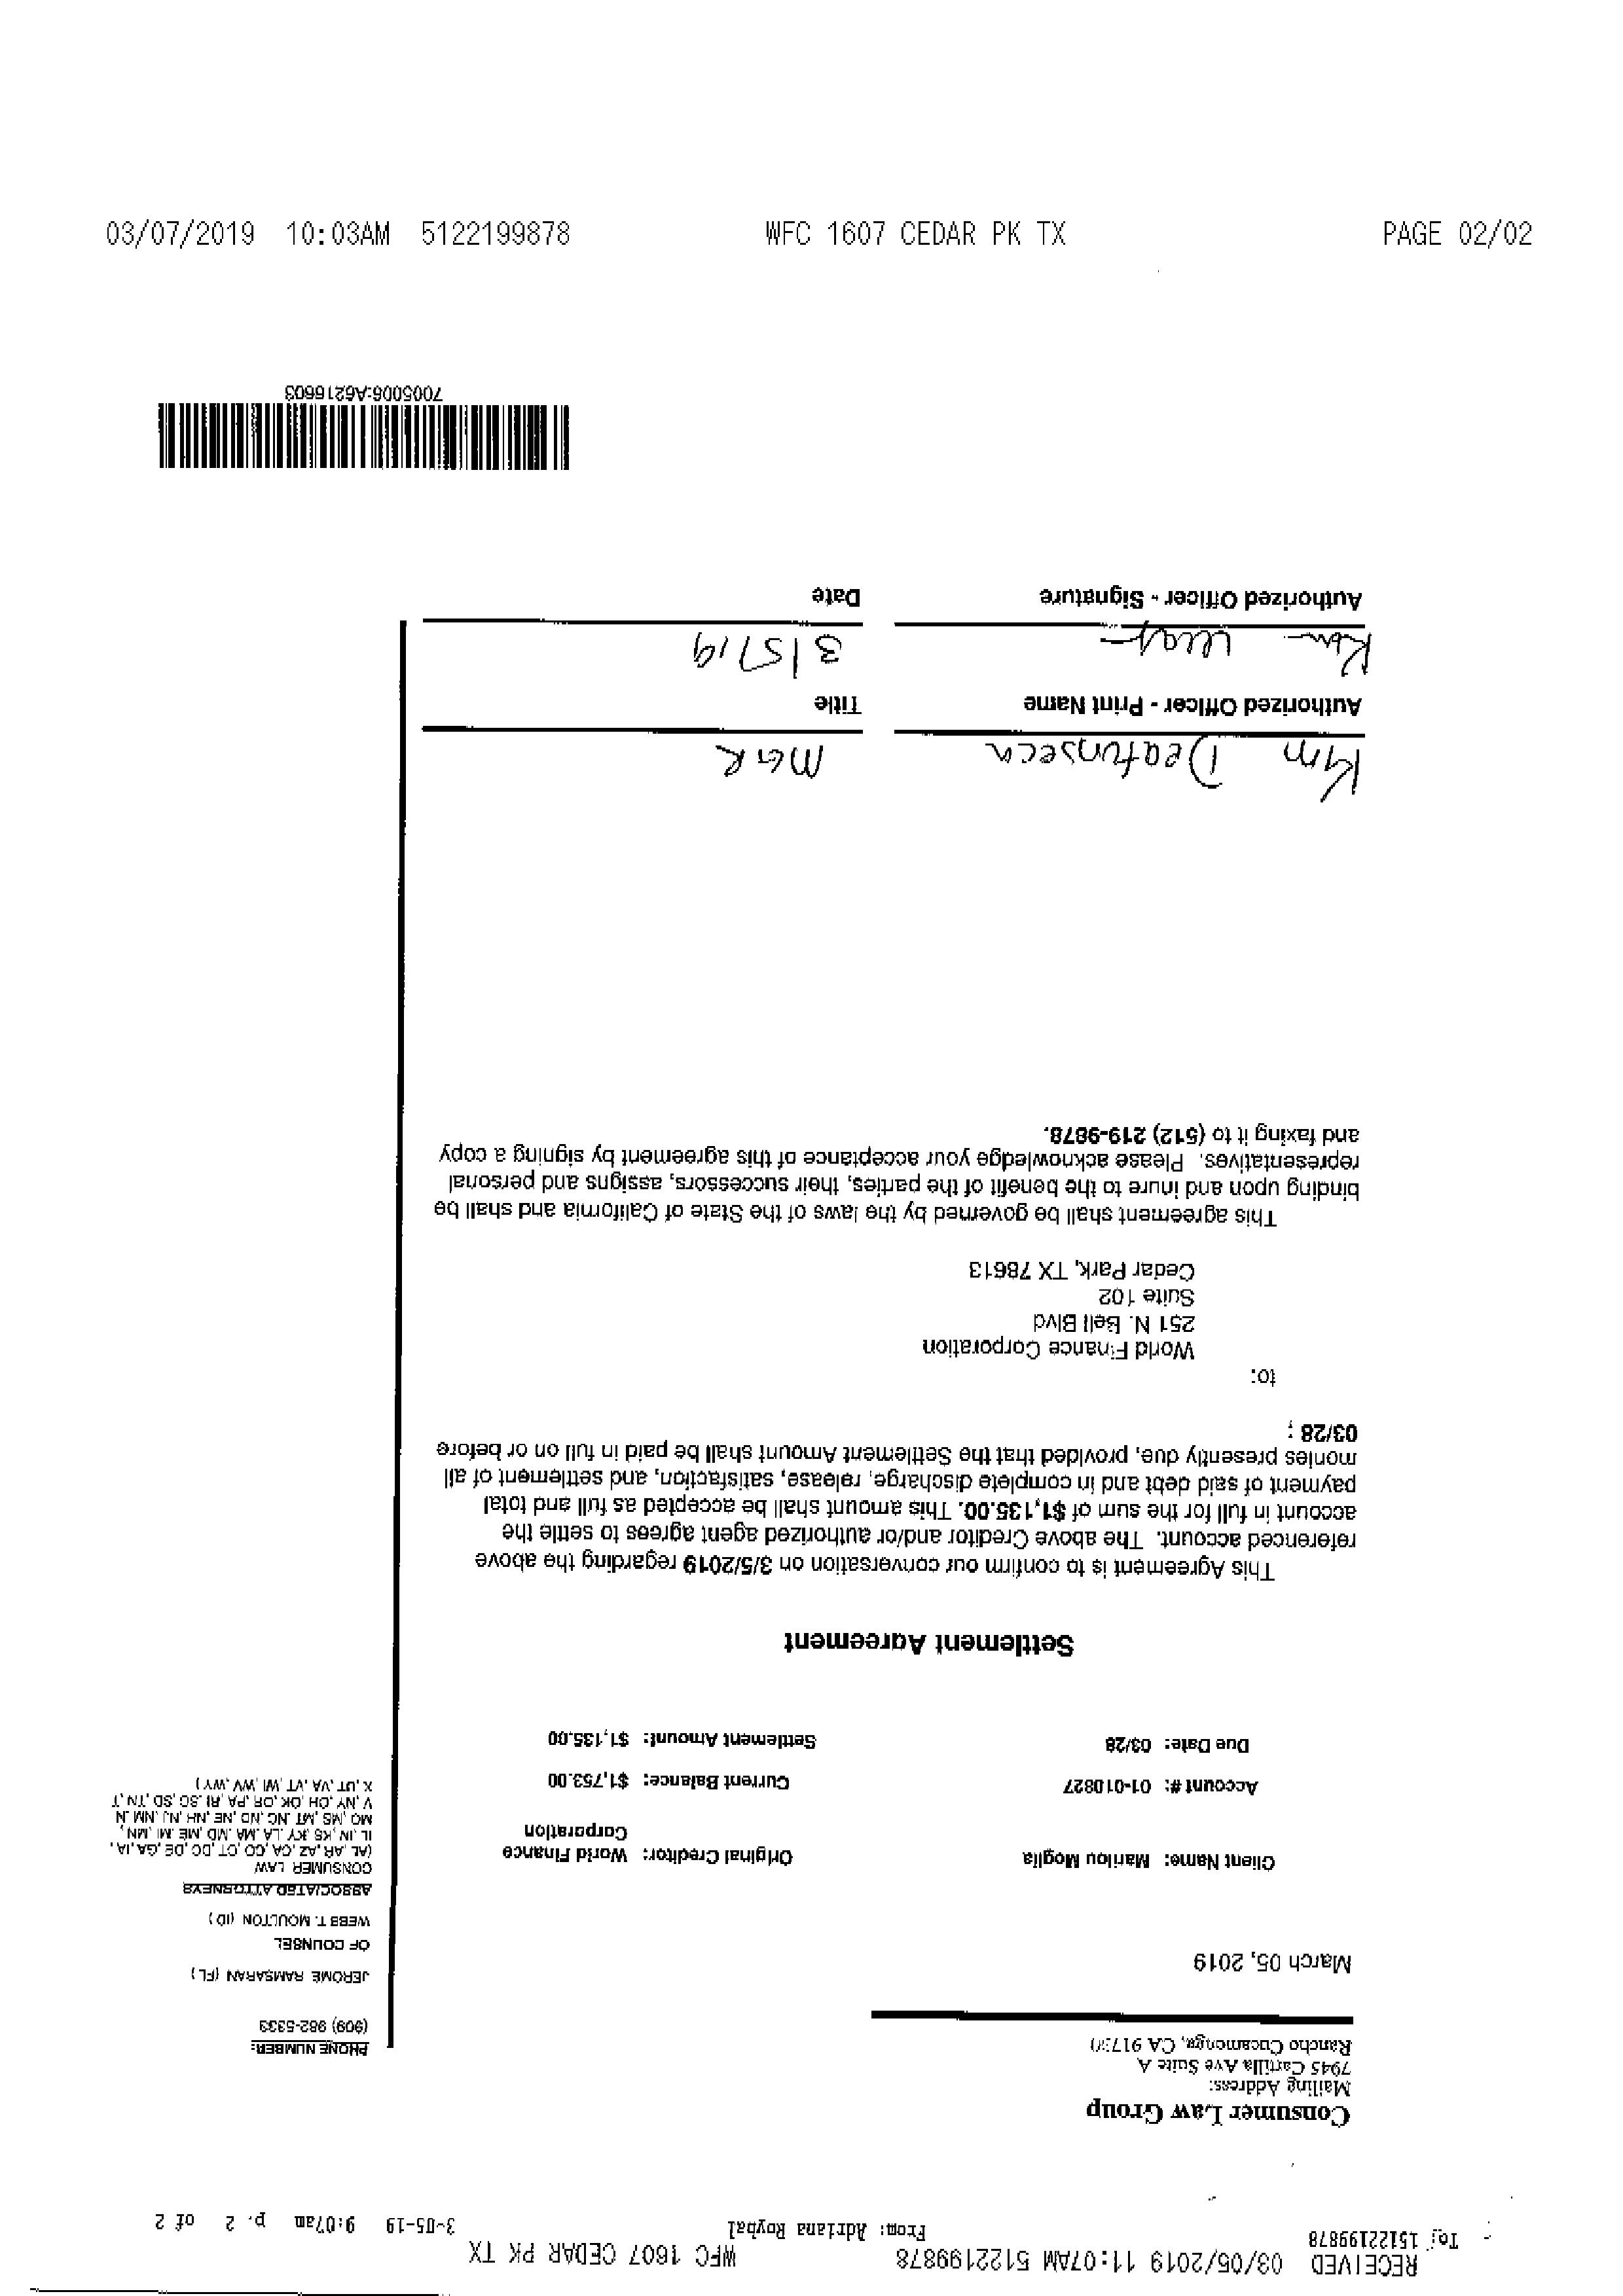 03/07/2019 10:03AM 5122199878 WFC 1607 CEDAR PK TX PAGE 02/02
RECEIVED 03/05/2019 11:07AM 5122199878 WFC 1607 CEDAR PK TX
To: 15122199878 From: Adriana Roybal 3-05-19 9:07am p. 2 of 2
Consumer Law Group
Mailing Address:
7945 Cartilla Ave Suite A
Rancho Cucamonga, CA
PHONE NUMBER:
(909) 982-5333
JEROME RAMSARAN (FL)
OF COUNSEL
WEBB T. MOULTON (ID)
ASSOCIATED ATTORNEYS
CONSUMER LAW
(AL ,AR ,AZ ,CA ,CO ,CT ,DC ,DE ,GA ,IA ,
IL ,IN ,KS ,KY ,LA ,MA ,MD ,ME ,MI ,MN ,
MO ,MS ,MT ,NC ,ND ,NE ,NH ,NJ ,NM ,N
V ,NY ,OH ,OK ,OR ,PA ,RI ,SC ,SD ,TN ,T
X ,UT ,VA ,VT ,WI ,WV ,WY )
March 05, 2019
Client Name: Marilou Moglia Original Creditor: World Finance
Corporation
Account #: 01-010827 Current Balance: $1,753.00
Due Date: 03/28 Settlement Amount: $1,135.00
Settlement Agreement
This Agreement is to confirm our conversation on 3/5/2019 regarding the above
referenced account. The above Creditor and/or authorized agent agrees to settle the
account in full for the sum of $1,135.00. This amount shall be accepted as full and total
payment of said debt and in complete discharge, release, satisfaction, and settlement of all
monies presently due, provided that the Settlement Amount shall be paid in full on or before
03/28 ;
to:
World Finance Corporation
251 N. Bell Blvd
Suite 102
Cedar Park, TX 78613
This agreement shall be governed by the laws of the State of California and shall be
binding upon and inure to the benefit of the parties, their successors, assigns and personal
representatives. Please acknowledge your acceptance of this agreement by signing a copy
and faxing it to (512) 219-9878.
Kim
Authorized Officer - Print Name Title
3/5/19
Authorized Officer - Signature Date
7005006:A6216603